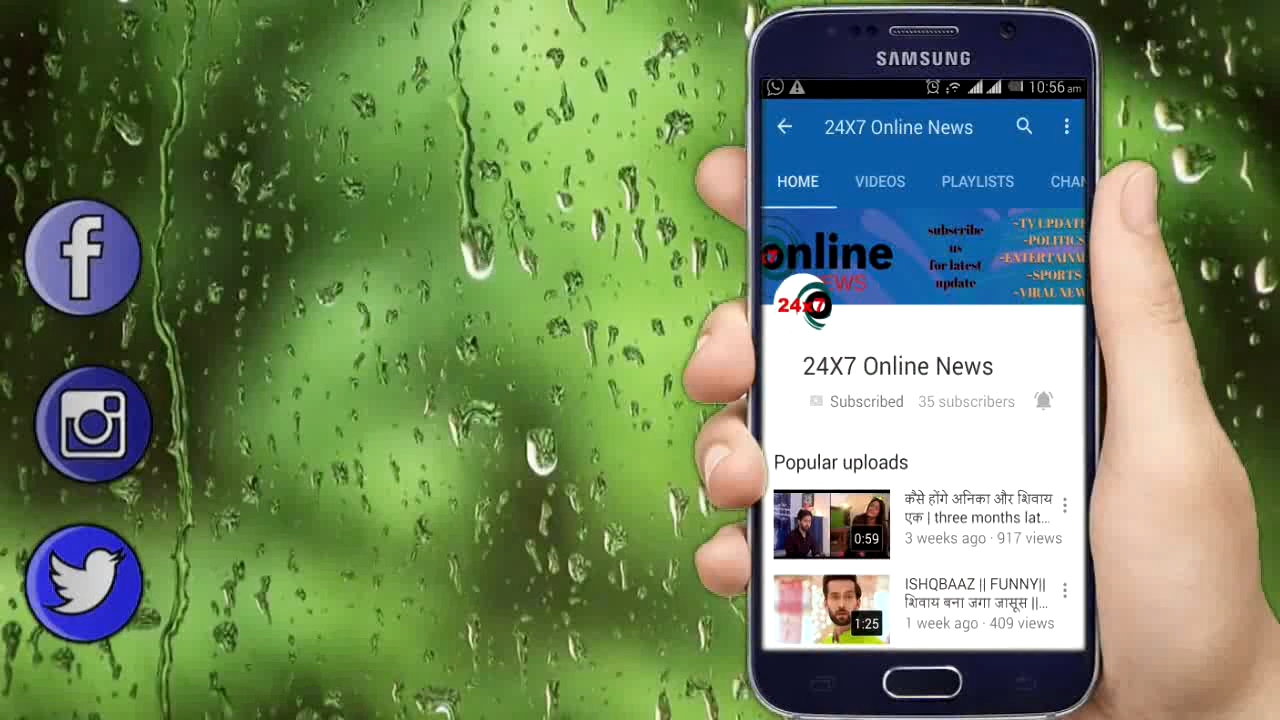 SAMSUNG
10:56 am
24X7 Online News
HOME VIDEOS PLAYLISTS CHAN
online
NEWS
subscribe
us
for latest
update
-TV UPDATE
-POLITICS
-ENTERTAINM
-SPORTS
-VIRAL NEW
24x7
24X7 Online News
Subscribed 35 subscribers
Popular uploads
कैसे होंगे अनिका और शिवाय
एक | three months lat...
3 weeks ago · 917 views
0:59
ISHQBAAZ || FUNNY||
शिवाय बना जगा जासूस ||...
1 week ago · 409 views
1:25